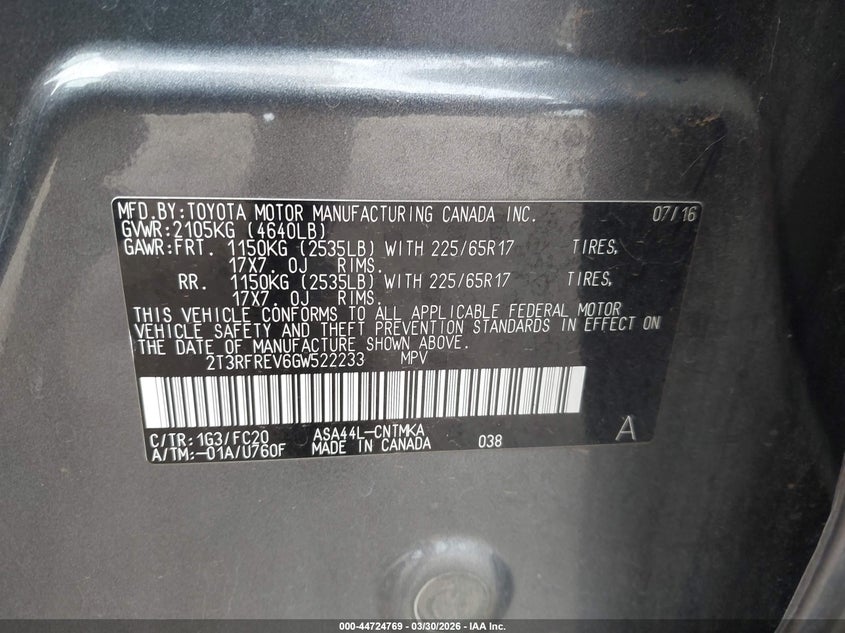 MFD.BY:TOYOTA MOTOR MANUFACTURING CANADA INC. 07/16
GVWR:2105KG (4640LB)
GAWR:FRT. 1150KG (2535LB) WITH 225/65R17 TIRES,
17X7.0J RIMS.
RR. 1150KG (2535LB) WITH 225/65R17 TIRES,
17X7.0J RIMS.
THIS VEHICLE CONFORMS TO ALL APPLICABLE FEDERAL MOTOR
VEHICLE SAFETY AND THEFT PREVENTION STANDARDS IN EFFECT ON
THE DATE OF MANUFACTURE SHOWN ABOVE.
2T3RFREV6GW522233 MPV
C/TR:1G3/FC20 ASA44L-CNTMKA A
A/TM:-01A/U760F MADE IN CANADA 038
000-44724769 - 03/30/2026 - IAA Inc.